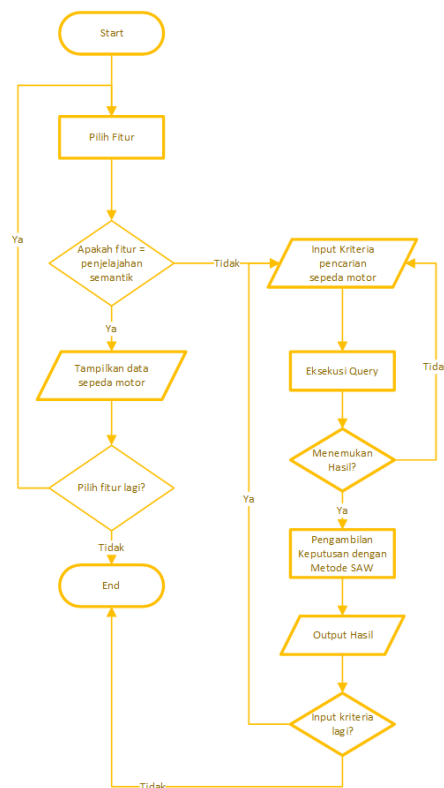 Start
Pilih Fitur
Ya
Apakah fitur =
penjelajahan
semantik
Tidak
Input Kriteria
pencarian
sepeda motor
Ya
Tampilkan data
sepeda motor
Eksekusi Query
Tida
Menemukan
Hasil?
Pilih fitur lagi?
Ya
Ya
Tidak
Pengambilan
Keputusan dengan
Metode SAW
End
Output Hasil
Input kriteria
lagi?
Tidak